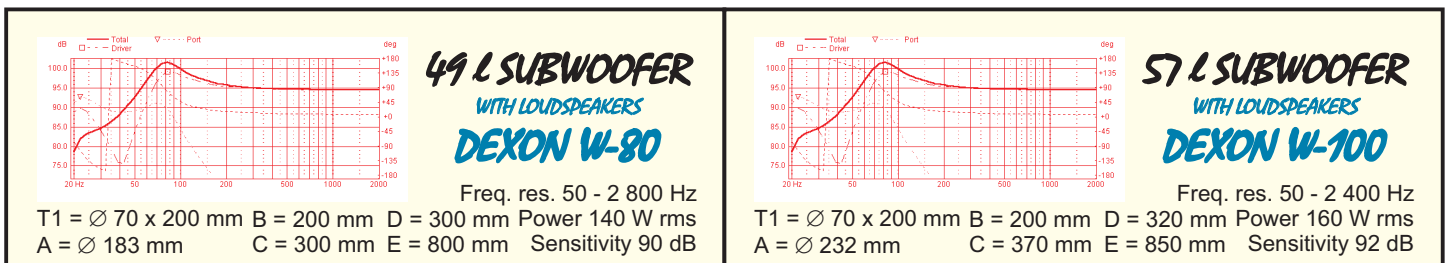 Total Port
Driver
dB deg
100.0
95.0
90.0
85.0
80.0
75.0
+180
+135
+90
+45
+0
-45
-90
-135
-180
20 Hz 50 100 200 500 1000 2000
49 ℓ SUBWOOFER
WITH LOUDSPEAKERS
DEXON W-80
Freq. res. 50 - 2 800 Hz
T1 = ∅ 70 x 200 mm B = 200 mm D = 300 mm Power 140 W rms
A = ∅ 183 mm C = 300 mm E = 800 mm Sensitivity 90 dB
Total Port
Driver
dB deg
100.0
95.0
90.0
85.0
80.0
75.0
+180
+135
+90
+45
+0
-45
-90
-135
-180
20 Hz 50 100 200 500 1000 2000
57 ℓ SUBWOOFER
WITH LOUDSPEAKERS
DEXON W-100
Freq. res. 50 - 2 400 Hz
T1 = ∅ 70 x 200 mm B = 200 mm D = 320 mm Power 160 W rms
A = ∅ 232 mm C = 370 mm E = 850 mm Sensitivity 92 dB